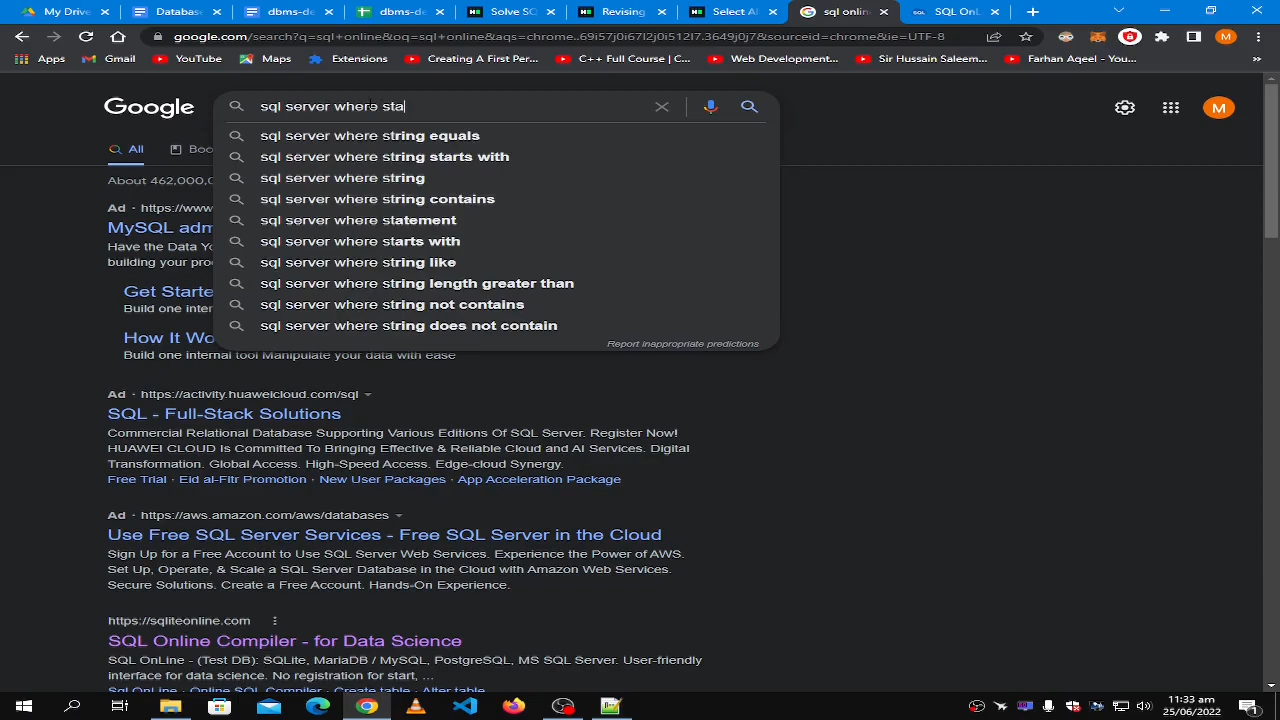 My Drive
Database
dbms-de
dbms-de
Solve SQ
Revising
Select Al
sql online
SQL OnL
google.com/search?q=sql+online&oq=sql+online&aqs=chrome..69i57j0i67l2j0i512l7.3649j0j7&sourceid=chrome&ie=UTF-8
Apps
Gmail
YouTube
Maps
Extensions
Creating A First Per...
C++ Full Course | C...
Web Development...
Sir Hussain Saleem...
Farhan Aqeel - You...
Google
sql server where sta
sql server where string equals
sql server where string starts with
sql server where string
sql server where string contains
sql server where statement
sql server where starts with
sql server where string like
sql server where string length greater than
sql server where string not contains
sql server where string does not contain
Report inappropriate predictions
All
Boo
About 462,000,0
Ad · https://www
MySQL adm
Have the Data Yo
building your proc
Get Starte
Build one inter
How It Wo
Build one internal tool Manipulate your data with ease
Ad · https://activity.huaweicloud.com/sql
SQL - Full-Stack Solutions
Commercial Relational Database Supporting Various Editions Of SQL Server. Register Now!
HUAWEI CLOUD Is Committed To Bringing Effective & Reliable Cloud and AI Services. Digital
Transformation. Global Access. High-Speed Access. Edge-cloud Synergy.
Free Trial · Eid al-Fitr Promotion · New User Packages · App Acceleration Package
Ad · https://aws.amazon.com/aws/databases
Use Free SQL Server Services - Free SQL Server in the Cloud
Sign Up for a Free Account to Use SQL Server Web Services. Experience the Power of AWS.
Set Up, Operate, & Scale a SQL Server Database in the Cloud with Amazon Web Services.
Secure Solutions. Create a Free Account. Hands-On Experience.
https://sqliteonline.com
SQL Online Compiler - for Data Science
SQL OnLine - (Test DB). SQLite, MariaDB / MySQL, PostgreSQL, MS SQL Server. User-friendly
interface for data science. No registration for start, ...
Sql OnLine · Online SQL Compiler · Create table · Alter table
M
M
11:33 am
25/06/2022